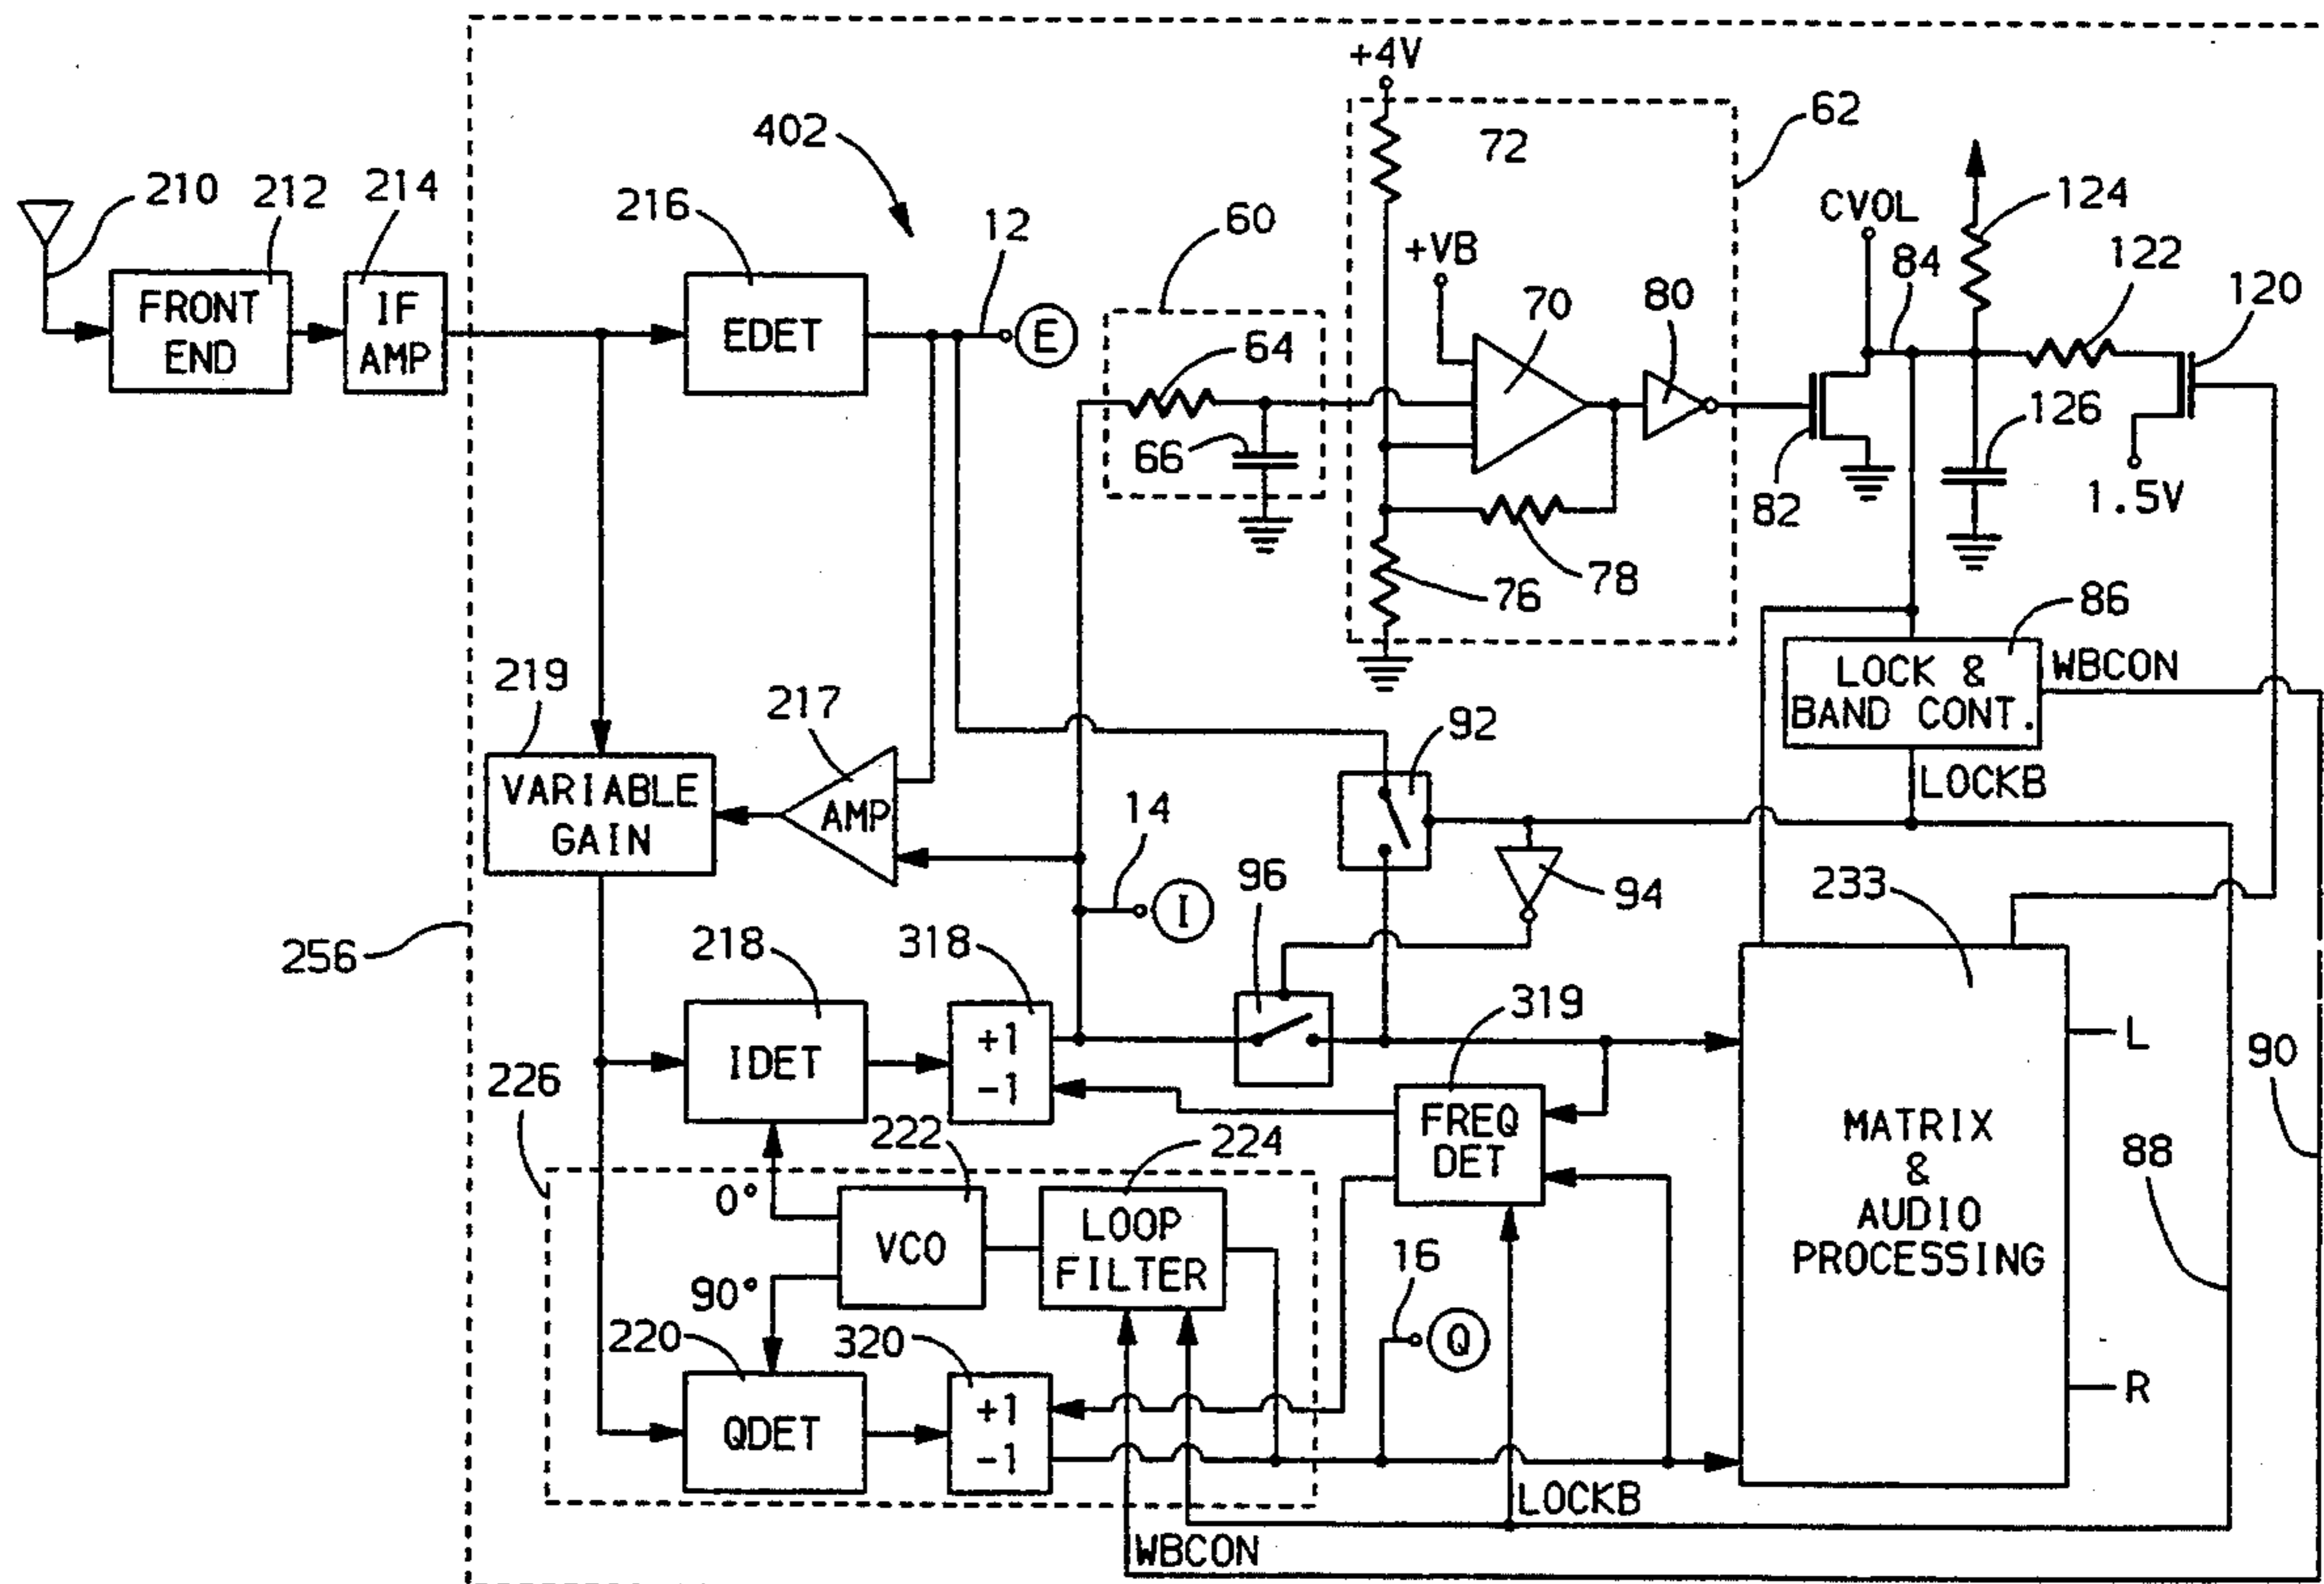 +4V
62
402
72
210
212
214
216
12
60
+VB
CVOL
124
84
122
120
FRONT
END
IF
AMP
EDET
E
64
70
80
66
126
82
1.5V
76
78
86
219
217
92
LOCK &
BAND CONT.
WBCON
VARIABLE
GAIN
AMP
14
LOCKB
96
94
233
I
256
218
318
319
IDET
+1
-1
L
90
226
222
224
FREQ
DET
MATRIX
&
AUDIO
PROCESSING
88
0°
VCO
LOOP
FILTER
16
90°
220
320
Q
QDET
+1
-1
R
LOCKB
WBCON